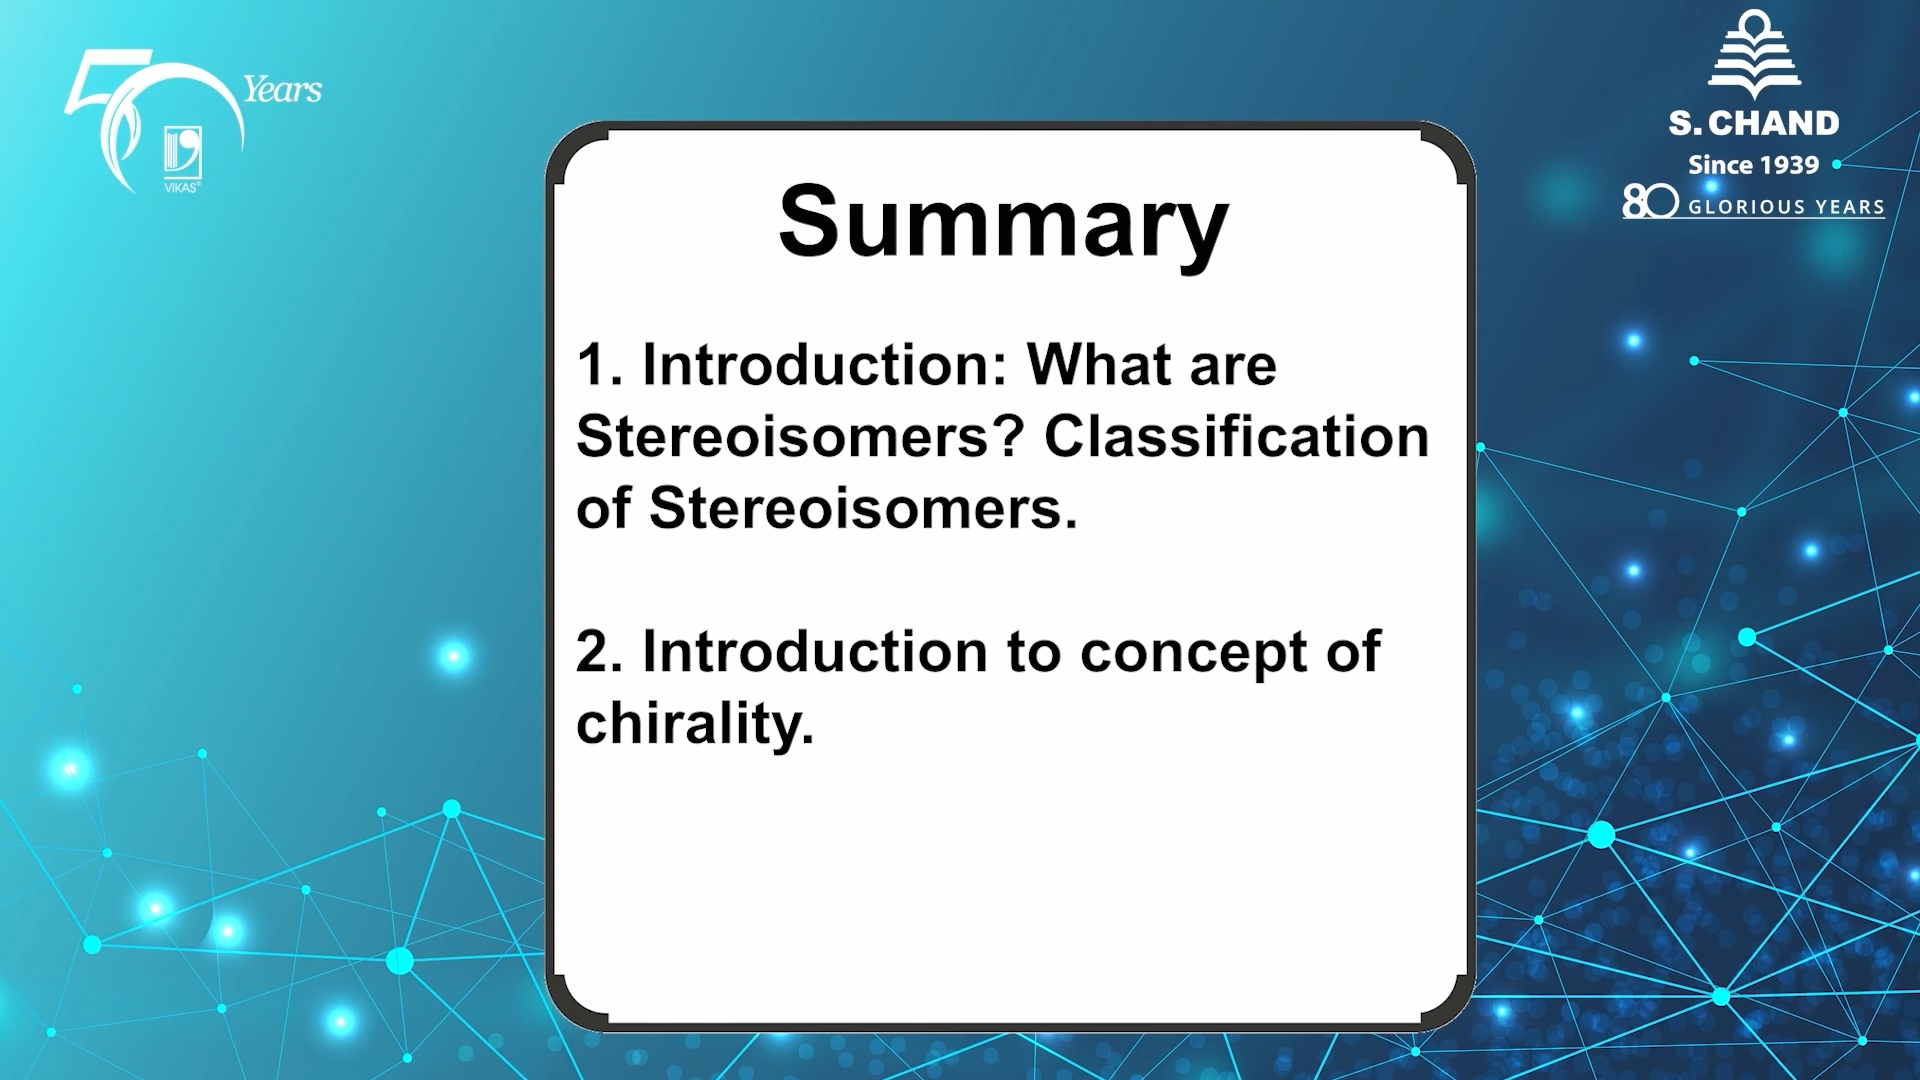 50 Years
VIKAS®
S. CHAND
Since 1939
80 GLORIOUS YEARS
Summary
1. Introduction: What are
Stereoisomers? Classification
of Stereoisomers.
2. Introduction to concept of
chirality.